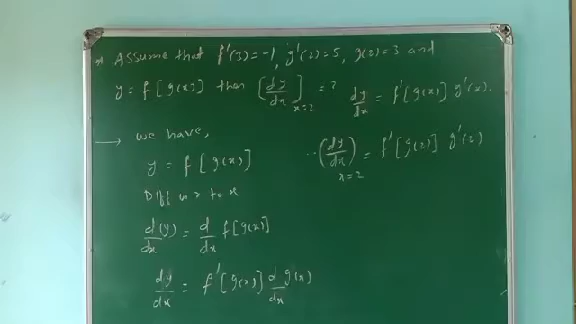 * Assume that f'(3)=-1, g'(2)=5, g(2)=3 and
y = f[g(x)] then (dy/dx]x=2 = ?
→ we have,
y = f[g(x)]
Diff w r to x
d(y)/dx = d/dx f[g(x)]
dy/dx = f'[g(x)] d g(x)/dx
dy/dx = f'[g(x)] g'(x).
∴ (dy/dx)x=2 = f'[g(2)] g'(2)